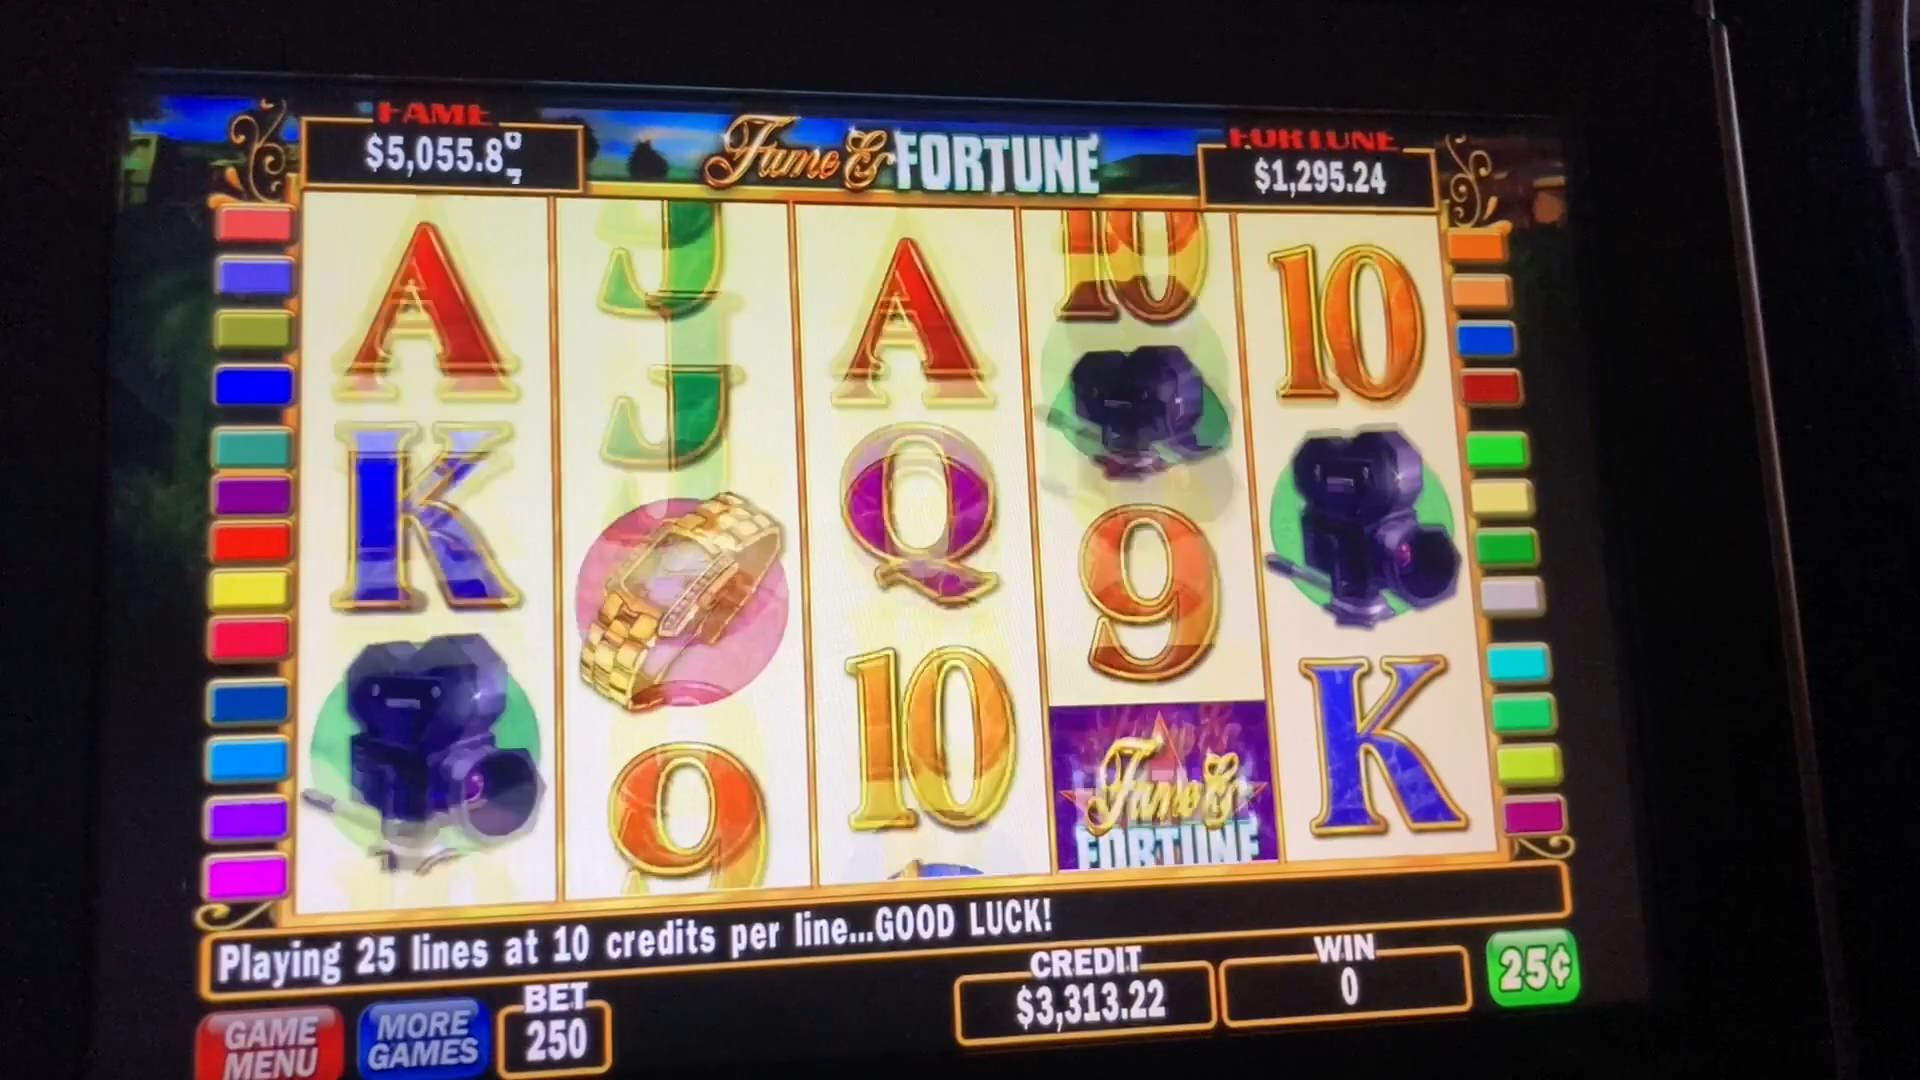 FAME
$5,055.8
Fame & FORTUNE
FORTUNE
$1,295.24
A
J
A
10
10
J
K
Q
9
K
9
10
Fame & FORTUNE
Playing 25 lines at 10 credits per line...GOOD LUCK!
GAME MENU
MORE GAMES
BET
250
CREDIT
$3,313.22
WIN
0
25¢